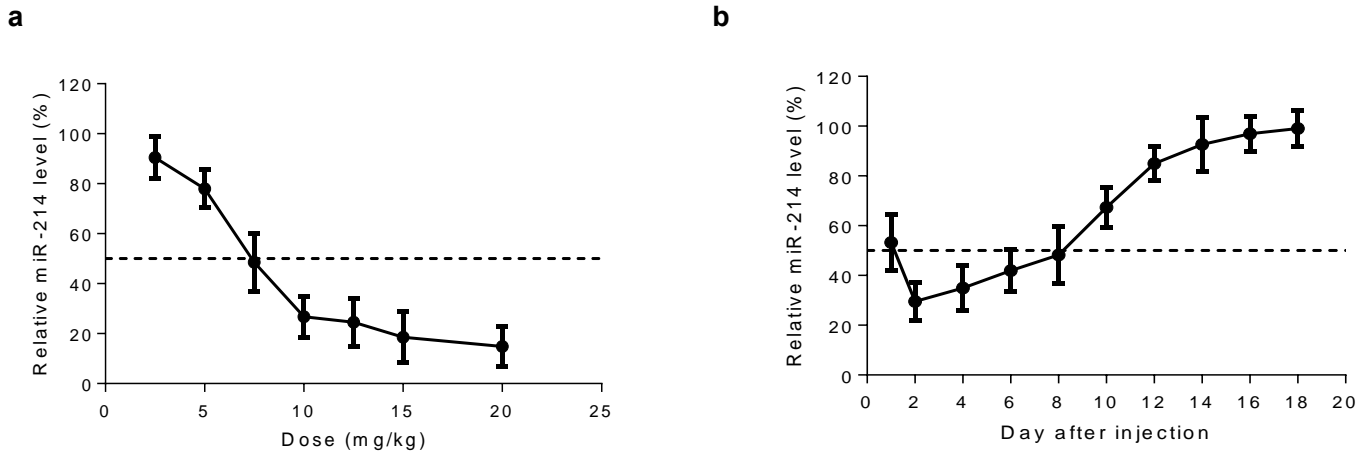 a
120
100
80
60
40
20
0
Relative miR-214 level (%)
0 5 10 15 20 25
Dose (mg/kg)
b
120
100
80
60
40
20
0
Relative miR-214 level (%)
0 2 4 6 8 10 12 14 16 18 20
Day after injection